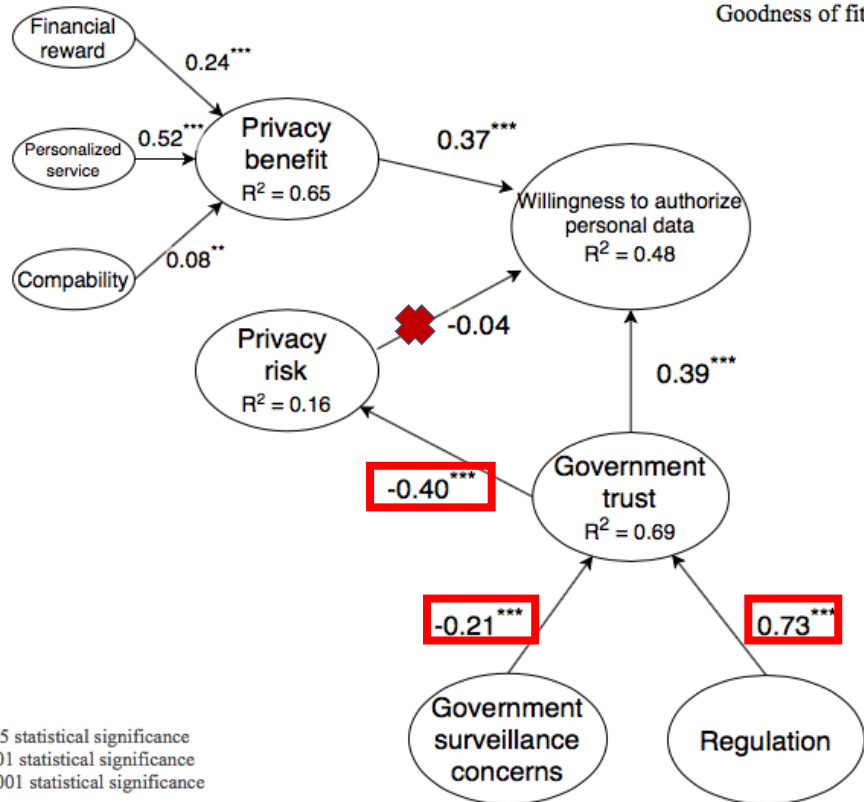 Goodness of fit
Financial
reward
0.24***
Personalized
service
0.52***
Compability
0.08**
Privacy
benefit
R² = 0.65
0.37***
Willingness to authorize
personal data
R² = 0.48
Privacy
risk
R² = 0.16
-0.04
0.39***
-0.40***
Government
trust
R² = 0.69
-0.21***
0.73***
Government
surveillance
concerns
Regulation
5 statistical significance
01 statistical significance
001 statistical significance